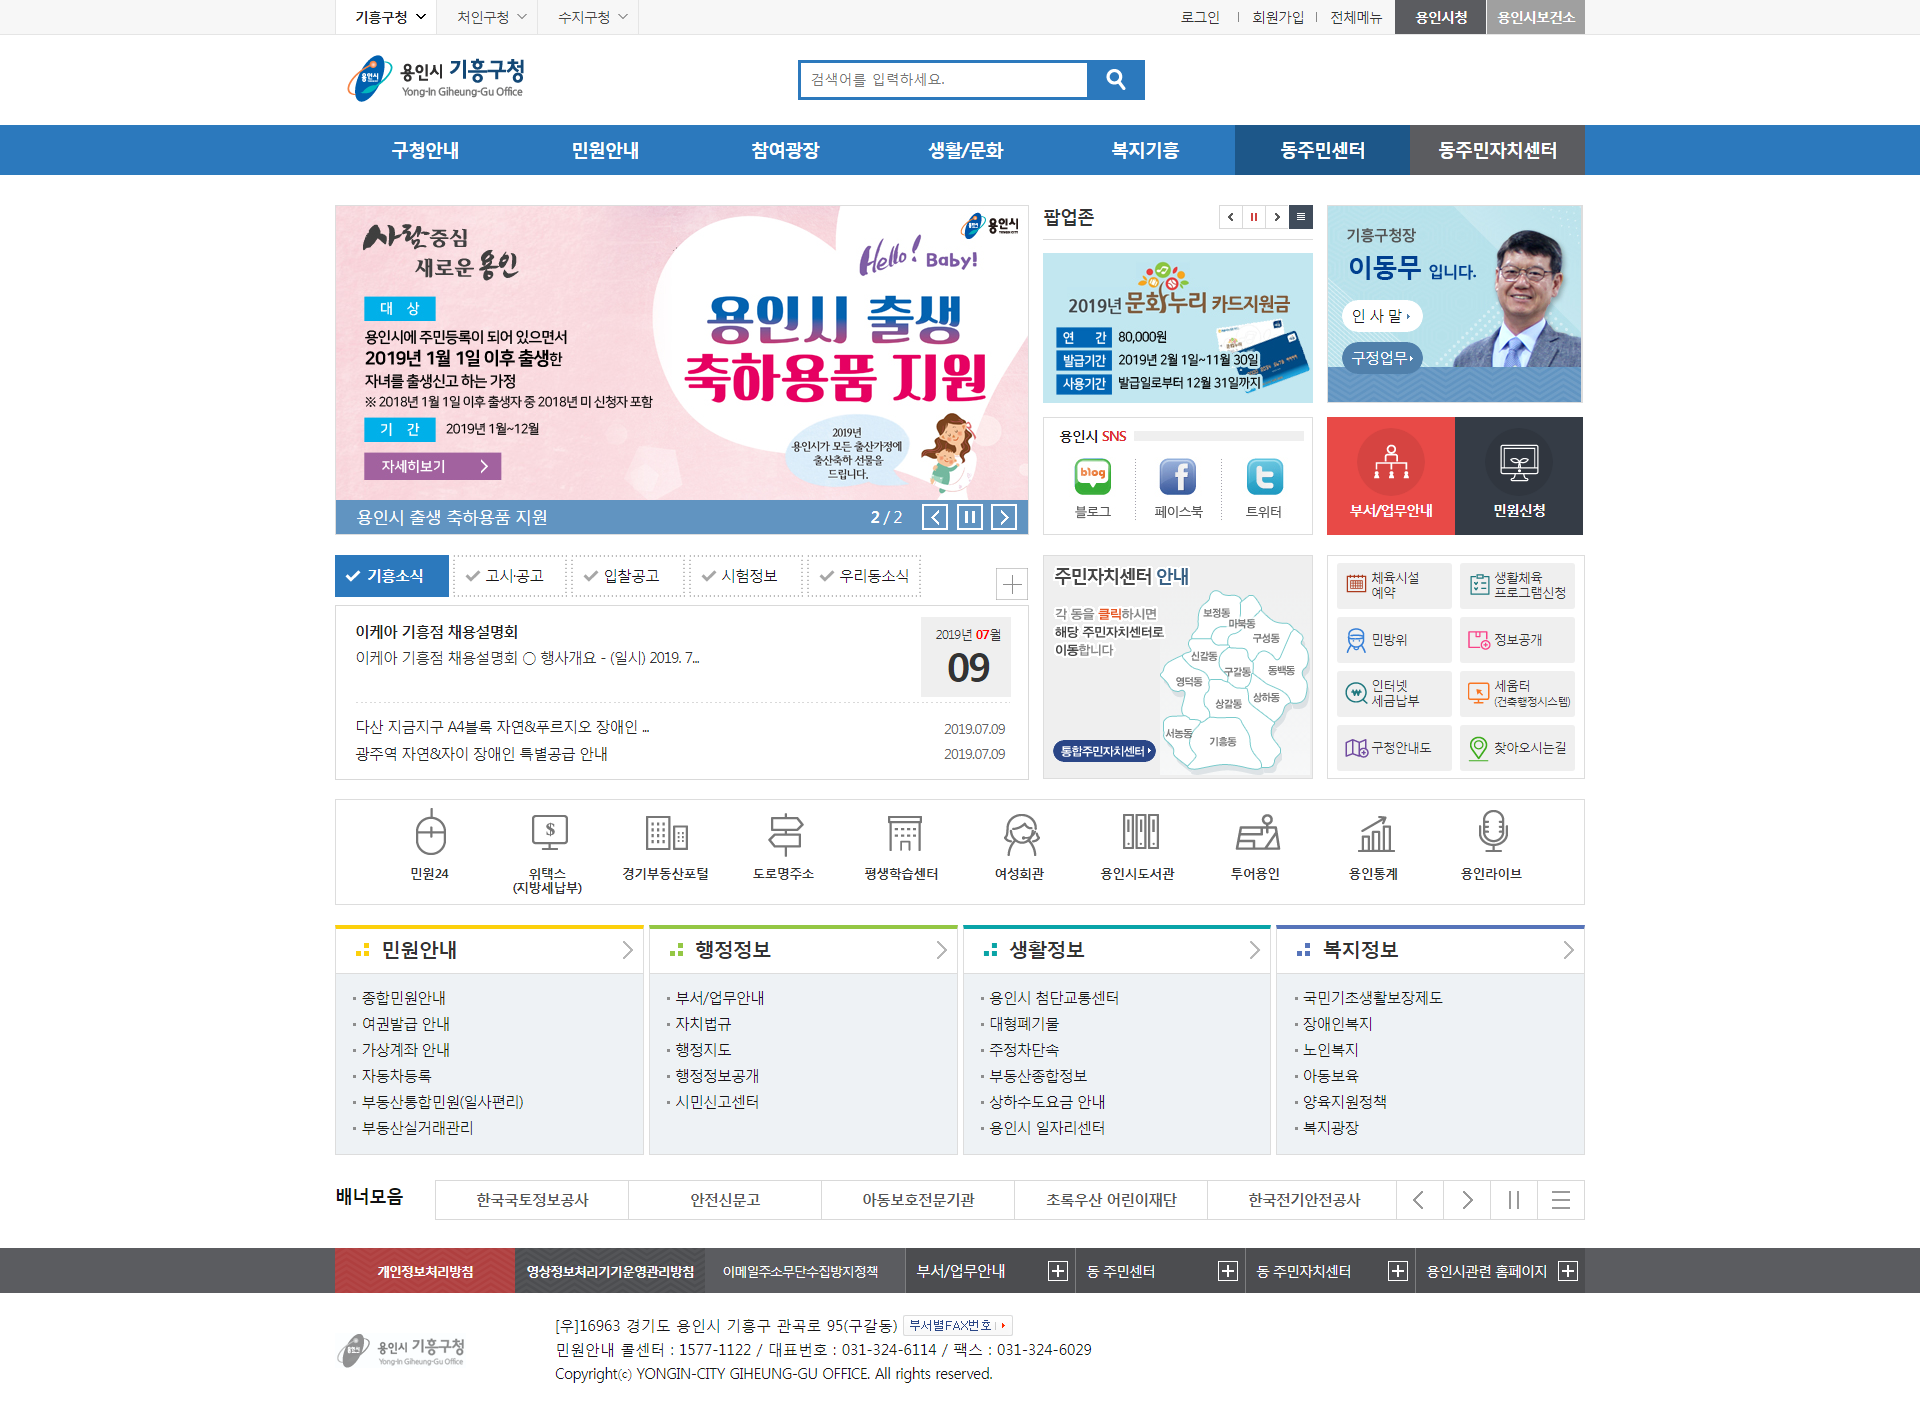 기흥구청
처인구청
수지구청
로그인
회원가입
전체메뉴
용인시청
용인시보건소
용인시
용인시 기흥구청
Yong-In Giheung-Gu Office
검색어를 입력하세요.
구청안내
민원안내
참여광장
생활/문화
복지기흥
동주민센터
동주민자치센터
사람중심
새로운 용인
용인시
YONGIN CITY
Hello! Baby!
대 상
용인시에 주민등록이 되어 있으면서
2019년 1월 1일 이후 출생한
자녀를 출생신고 하는 가정
※ 2018년 1월 1일 이후 출생자 중 2018년 미 신청자 포함
기 간 2019년 1월~12월
자세히보기
용인시 출생
축하용품 지원
2019년
용인시가 모든 출산가정에
출산축하 선물을
드립니다.
용인시 출생 축하용품 지원
2 / 2
팝업존
2019년 문화누리 카드지원금
연 간 80,000원
발급기간 2019년 2월 1일~11월 30일
사용기간 발급일로부터 12월 31일까지
기흥구청장
이동무 입니다.
인 사 말
구정업무
용인시 SNS
blog
블로그
페이스북
트위터
부서/업무안내
민원신청
기흥소식
고시·공고
입찰공고
시험정보
우리동소식
이케아 기흥점 채용설명회
이케아 기흥점 채용설명회 ○ 행사개요 - (일시) 2019. 7...
2019년 07월
09
다산 지금지구 A4블록 자연&푸르지오 장애인 ...
2019.07.09
광주역 자연&자이 장애인 특별공급 안내
2019.07.09
주민자치센터 안내
각 동을 클릭하시면
해당 주민자치센터로
이동합니다
보정동
마북동
구성동
신갈동
구갈동
동백동
영덕동
상갈동
상하동
서농동
기흥동
통합주민자치센터
체육시설
예약
생활체육
프로그램신청
민방위
정보공개
인터넷
세금납부
세움터
(건축행정시스템)
구청안내도
찾아오시는길
민원24
위택스
(지방세납부)
경기부동산포털
도로명주소
평생학습센터
여성회관
용인시도서관
투어용인
용인통계
용인라이브
민원안내
종합민원안내
여권발급 안내
가상계좌 안내
자동차등록
부동산통합민원(일사편리)
부동산실거래관리
행정정보
부서/업무안내
자치법규
행정지도
행정정보공개
시민신고센터
생활정보
용인시 첨단교통센터
대형폐기물
주정차단속
부동산종합정보
상하수도요금 안내
용인시 일자리센터
복지정보
국민기초생활보장제도
장애인복지
노인복지
아동보육
양육지원정책
복지광장
배너모음
한국국토정보공사
안전신문고
아동보호전문기관
초록우산 어린이재단
한국전기안전공사
개인정보처리방침
영상정보처리기기운영관리방침
이메일주소무단수집방지정책
부서/업무안내
동 주민센터
동 주민자치센터
용인시관련 홈페이지
용인시 기흥구청
Yong-In Giheung-Gu Office
[우]16963 경기도 용인시 기흥구 관곡로 95(구갈동) 부서별FAX번호
민원안내 콜센터 : 1577-1122 / 대표번호 : 031-324-6114 / 팩스 : 031-324-6029
Copyright(c) YONGIN-CITY GIHEUNG-GU OFFICE. All rights reserved.